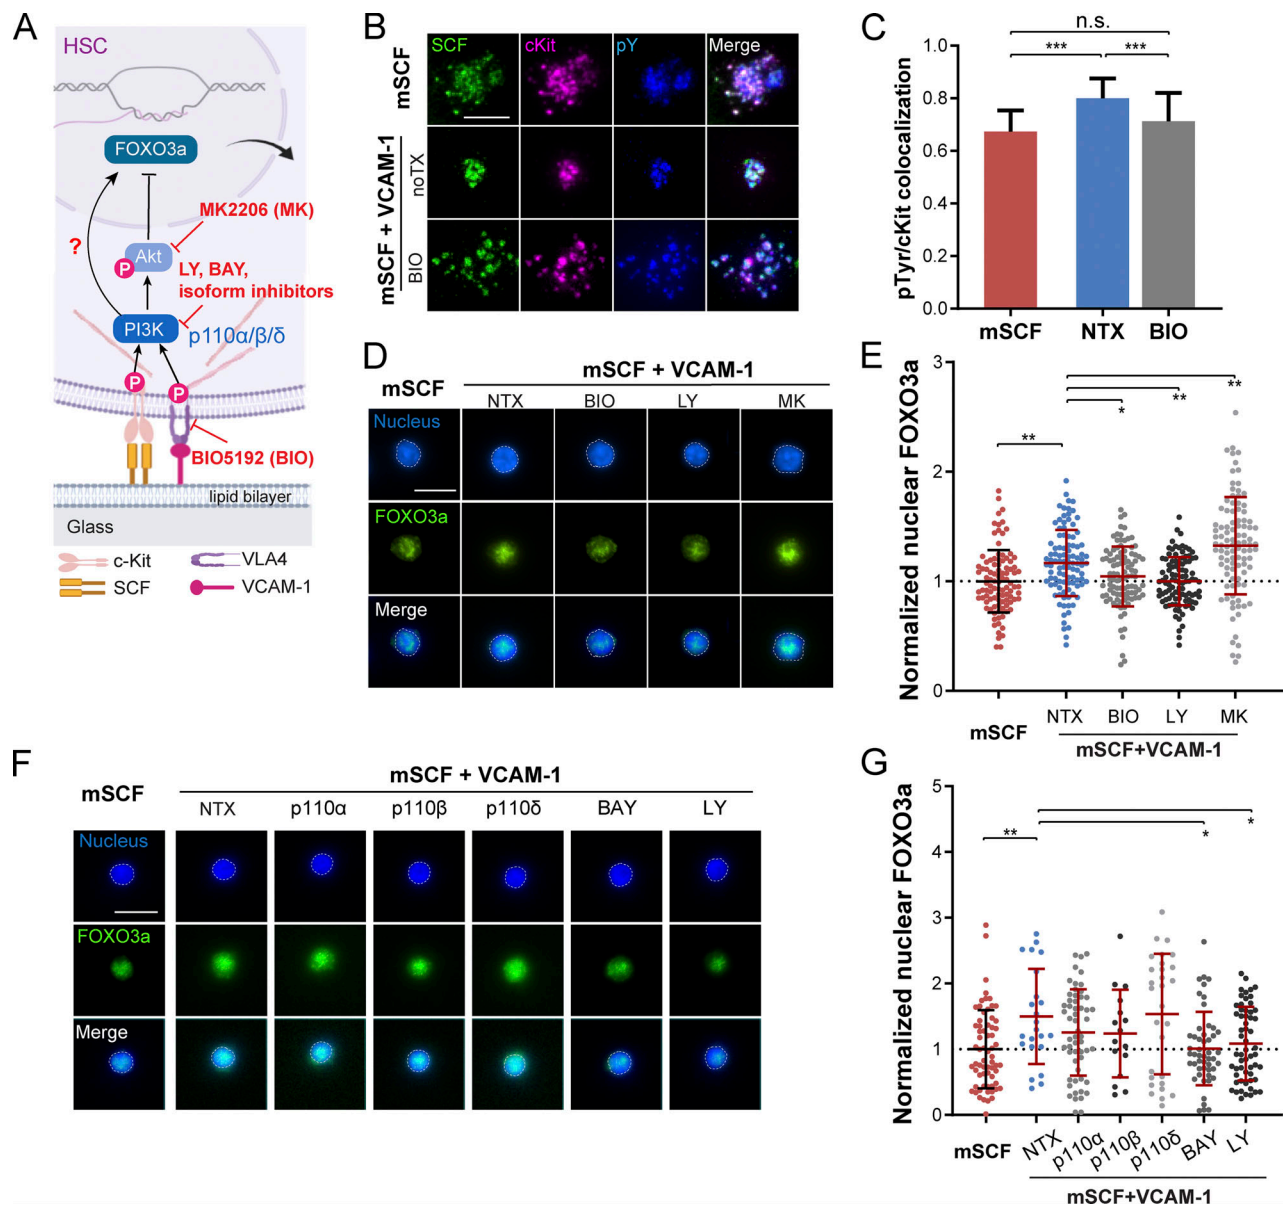 A
HSC
FOXO3a
MK2206 (MK)
?
Akt
P
LY, BAY,
isoform inhibitors
PI3K
p110α/β/δ
P
P
BIO5192 (BIO)
lipid bilayer
Glass
c-Kit
VLA4
SCF
VCAM-1
B
SCF
cKit
pY
Merge
mSCF
mSCF + VCAM-1
noTX
BIO
C
n.s.
***
***
pTyr/cKit colocalization
1.0
0.8
0.6
0.4
0.2
0.0
mSCF
NTX
BIO
D
mSCF
mSCF + VCAM-1
NTX
BIO
LY
MK
Nucleus
FOXO3a
Merge
E
Normalized nuclear FOXO3a
3
2
1
0
**
*
**
**
mSCF
NTX
BIO
LY
MK
mSCF+VCAM-1
F
mSCF
mSCF + VCAM-1
NTX
p110α
p110β
p110δ
BAY
LY
Nucleus
FOXO3a
Merge
G
Normalized nuclear FOXO3a
5
4
3
2
1
0
**
*
*
mSCF
NTX
p110α
p110β
p110δ
BAY
LY
mSCF+VCAM-1